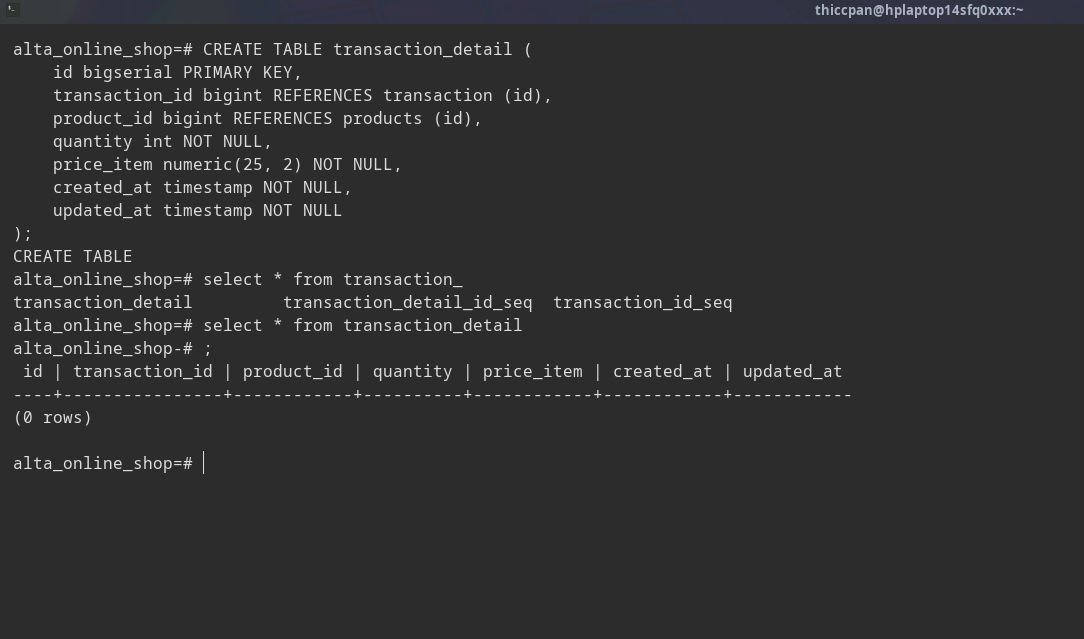 thiccpan@hplaptop14sfq0xxx:~
alta_online_shop=# CREATE TABLE transaction_detail (
    id bigserial PRIMARY KEY,
    transaction_id bigint REFERENCES transaction (id),
    product_id bigint REFERENCES products (id),
    quantity int NOT NULL,
    price_item numeric(25, 2) NOT NULL,
    created_at timestamp NOT NULL,
    updated_at timestamp NOT NULL
);
CREATE TABLE
alta_online_shop=# select * from transaction_
transaction_detail         transaction_detail_id_seq  transaction_id_seq
alta_online_shop=# select * from transaction_detail
alta_online_shop-# ;
 id | transaction_id | product_id | quantity | price_item | created_at | updated_at
----+----------------+------------+----------+------------+------------+------------
(0 rows)
alta_online_shop=#